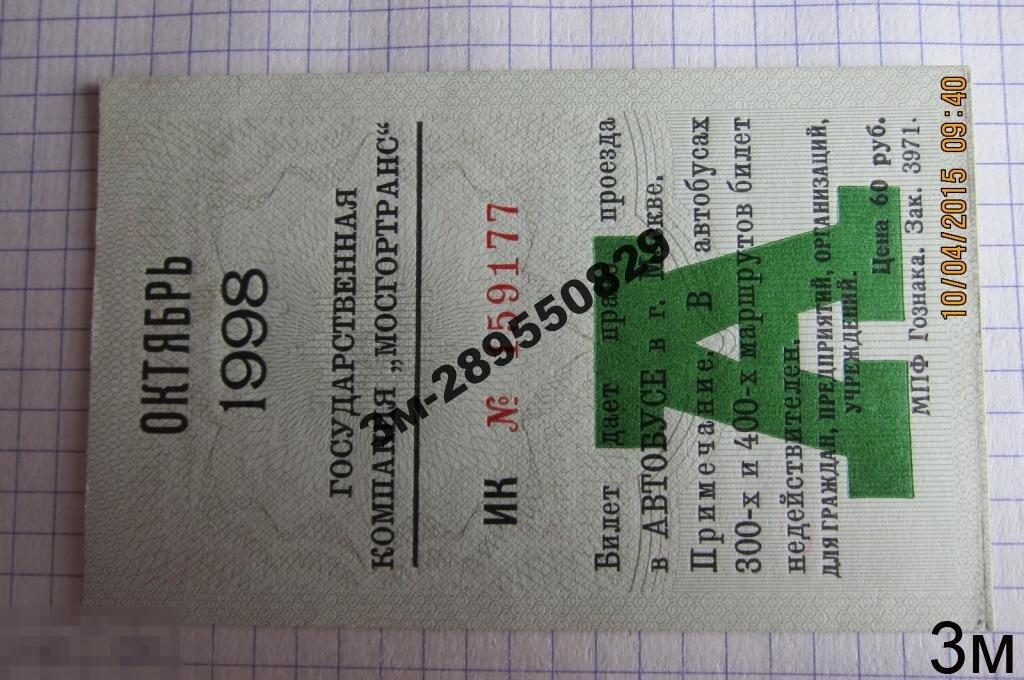 ОКТЯБРЬ
1998
ГОСУДАРСТВЕННАЯ
КОМПАНИЯ „МОСГОРТРАНС“
ИК № 159177
Билет дает право проезда
в АВТОБУСЕ в г. Москве.
Примечание. В автобусах
300-х и 400-х маршрутов билет
недействителен.
ДЛЯ ГРАЖДАН, ПРЕДПРИЯТИЙ, ОРГАНИЗАЦИЙ,
УЧРЕЖДЕНИЙ.
Цена 60 руб.
МПФ Гознака. Зак. 3971.
А
10/04/2015 09:40
3м-289550829
3м